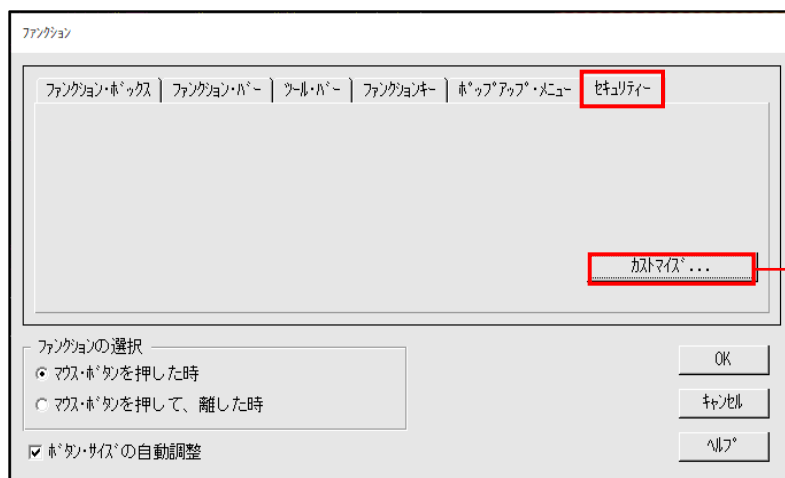 ﾌｧﾝｸｼｮﾝ
ﾌｧﾝｸｼｮﾝ・ﾎﾞｯｸｽ ﾌｧﾝｸｼｮﾝ・ﾊﾞｰ ﾂｰﾙ・ﾊﾞｰ ﾌｧﾝｸｼｮﾝｷｰ ﾎﾟｯﾌﾟｱｯﾌﾟ・ﾒﾆｭｰ ｾｷｭﾘﾃｨｰ
ｶｽﾄﾏｲｽﾞ...
ﾌｧﾝｸｼｮﾝの選択
ﾏｳｽ・ﾎﾞﾀﾝを押した時
ﾏｳｽ・ﾎﾞﾀﾝを押して、離した時
ﾎﾞﾀﾝ・ｻｲｽﾞの自動調整
OK
ｷｬﾝｾﾙ
ﾍﾙﾌﾟ